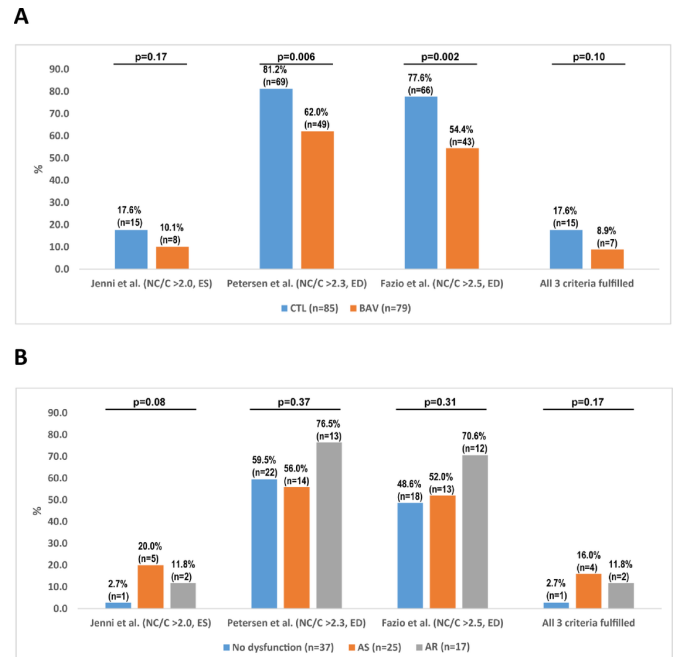 A
p=0.17 p=0.006 p=0.002 p=0.10
90.0
80.0
70.0
60.0
50.0
40.0
30.0
20.0
10.0
0.0
%
17.6%
(n=15)
10.1%
(n=8)
81.2%
(n=69)
62.0%
(n=49)
77.6%
(n=66)
54.4%
(n=43)
17.6%
(n=15)
8.9%
(n=7)
Jenni et al. (NC/C >2.0, ES) Petersen et al. (NC/C >2.3, ED) Fazio et al. (NC/C >2.5, ED) All 3 criteria fulfilled
CTL (n=85) BAV (n=79)
B
p=0.08 p=0.37 p=0.31 p=0.17
90.0
80.0
70.0
60.0
50.0
40.0
30.0
20.0
10.0
0.0
%
2.7%
(n=1)
20.0%
(n=5)
11.8%
(n=2)
59.5%
(n=22)
56.0%
(n=14)
76.5%
(n=13)
48.6%
(n=18)
52.0%
(n=13)
70.6%
(n=12)
2.7%
(n=1)
16.0%
(n=4)
11.8%
(n=2)
Jenni et al. (NC/C >2.0, ES) Petersen et al. (NC/C >2.3, ED) Fazio et al. (NC/C >2.5, ED) All 3 criteria fulfilled
No dysfunction (n=37) AS (n=25) AR (n=17)